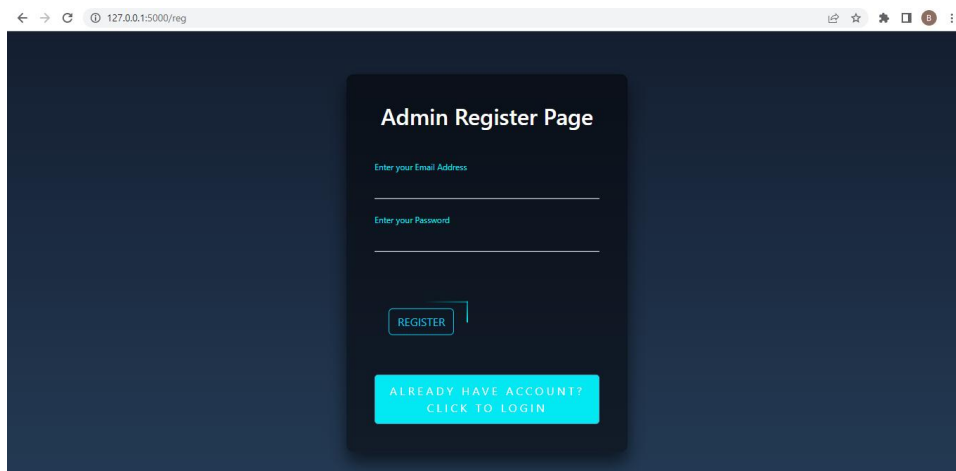 127.0.0.1:5000/reg
B
Admin Register Page
Enter your Email Address
Enter your Password
REGISTER
ALREADY HAVE ACCOUNT?
CLICK TO LOGIN